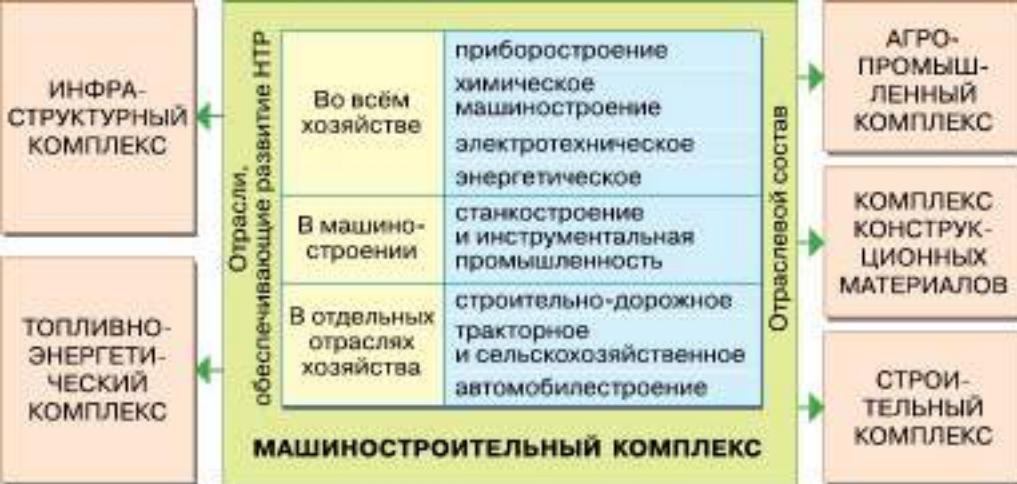 ИНФРА-
СТРУКТУРНЫЙ
КОМПЛЕКС
ТОПЛИВНО-
ЭНЕРГЕТИ-
ЧЕСКИЙ
КОМПЛЕКС
Отрасли,
обеспечивающие развитие НТР
Во всём
хозяйстве
приборостроение
химическое
машиностроение
электротехническое
энергетическое
В машино-
строении
станкостроение
и инструментальная
промышленность
В отдельных
отраслях
хозяйства
строительно-дорожное
тракторное
и сельскохозяйственное
автомобилестроение
Отраслевой состав
МАШИНОСТРОИТЕЛЬНЫЙ КОМПЛЕКС
АГРО-
ПРОМЫШ-
ЛЕННЫЙ
КОМПЛЕКС
КОМПЛЕКС
КОНСТРУК-
ЦИОННЫХ
МАТЕРИАЛОВ
СТРОИ-
ТЕЛЬНЫЙ
КОМПЛЕКС